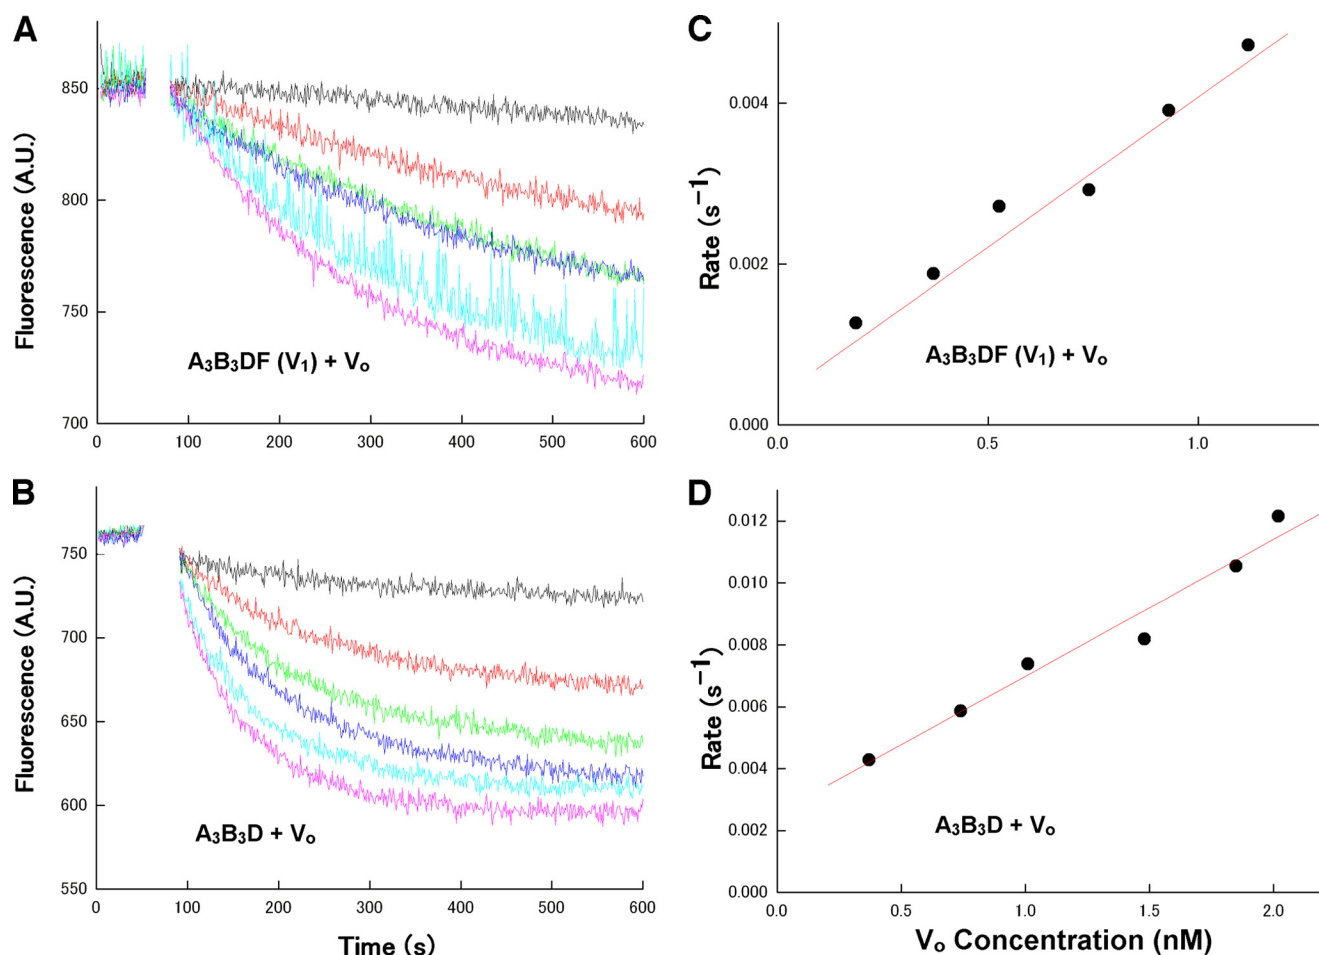 A
850
800
750
700
Fluorescence (A.U.)
A₃B₃DF (V₁) + Vₒ
0 100 200 300 400 500 600
B
750
700
650
600
550
Fluorescence (A.U.)
A₃B₃D + Vₒ
0 100 200 300 400 500 600
Time (s)
C
0.004
0.002
0.000
Rate (s⁻¹)
A₃B₃DF (V₁) + Vₒ
0.0 0.5 1.0
D
0.012
0.010
0.008
0.006
0.004
0.002
0.000
Rate (s⁻¹)
A₃B₃D + Vₒ
0.0 0.5 1.0 1.5 2.0
Vₒ Concentration (nM)